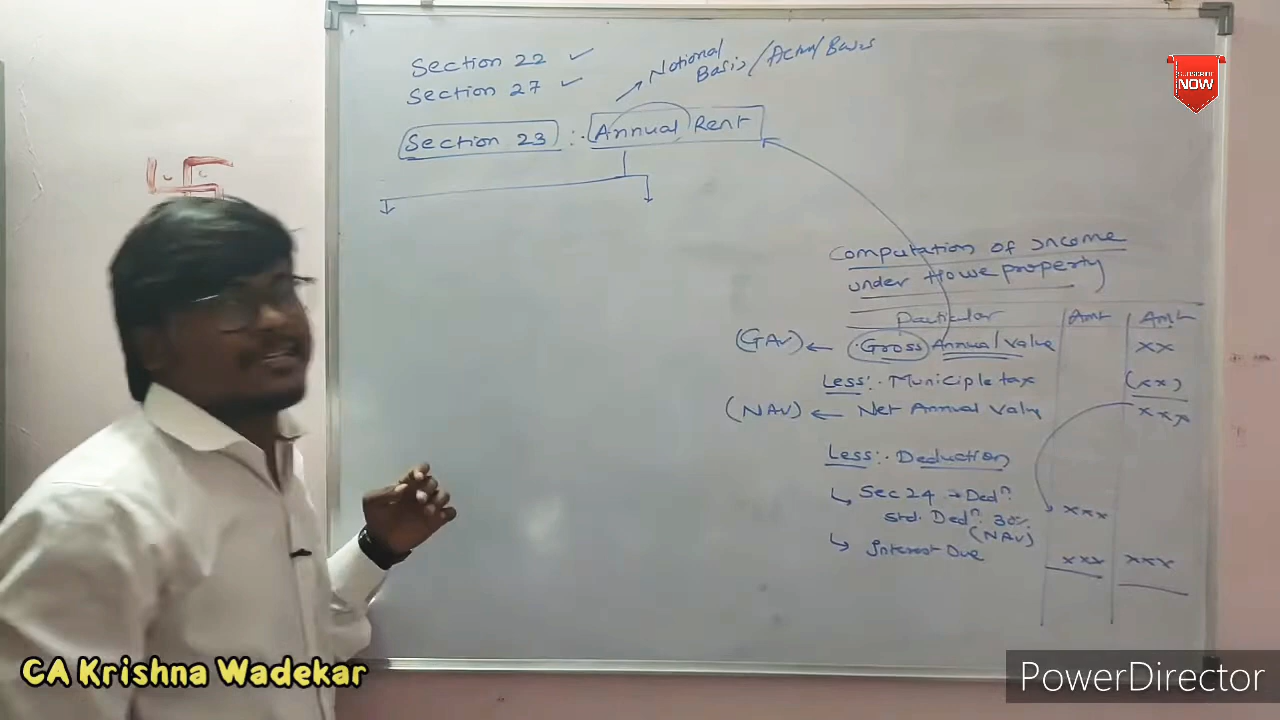 Section 22 ✓
Section 27 ✓
Notional
Basis / Actual Basis
Section 23 :. Annual Rent
SUBSCRIBE
NOW
Computation of Income
under House property
Particular Amt Amt
(GAV) ← Gross Annual Value xx
Less:. Municiple tax (xx)
(NAV) ← Net Annual Value xxx
Less:. Deduction
Sec 24 → Dedn.
Std. Dedn. 30% xxx
(NAV)
Interest Due xxx xxx
CA Krishna Wadekar
PowerDirector